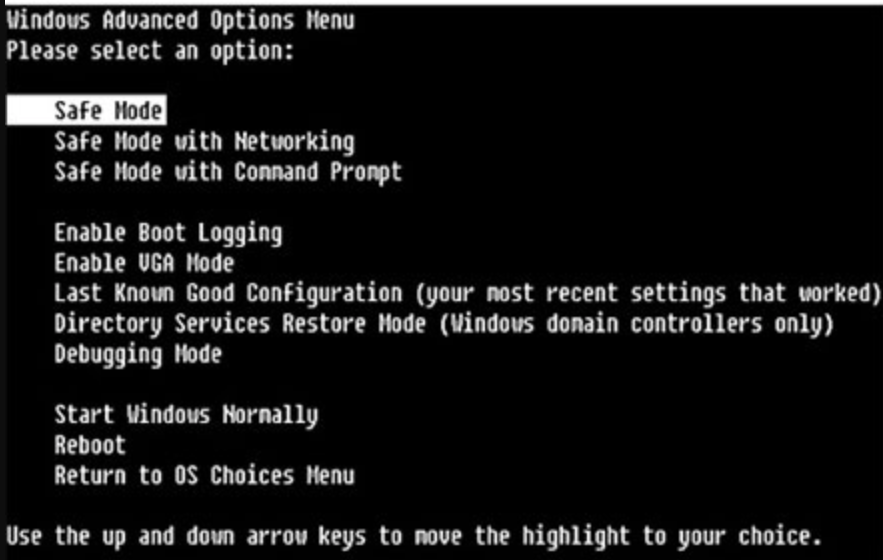 Windows Advanced Options Menu
Please select an option:
Safe Mode
Safe Mode with Networking
Safe Mode with Command Prompt
Enable Boot Logging
Enable VGA Mode
Last Known Good Configuration (your most recent settings that worked)
Directory Services Restore Mode (Windows domain controllers only)
Debugging Mode
Start Windows Normally
Reboot
Return to OS Choices Menu
Use the up and down arrow keys to move the highlight to your choice.